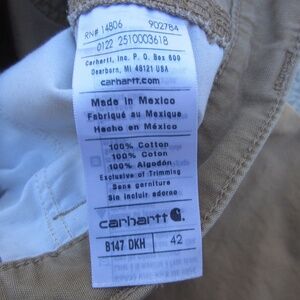 RN# 14806 902784
0122 2510003618
Carhartt, Inc. P. O. Box 600
Dearborn, MI 48121 USA
carhartt.com
Made in Mexico
Fabriqué au Mexique
Hecho en México
100% Cotton
100% Coton
100% Algodón
Exclusive of Trimming
Sans garniture
Sin incluir adorno
carhartt
B147 DKH 42